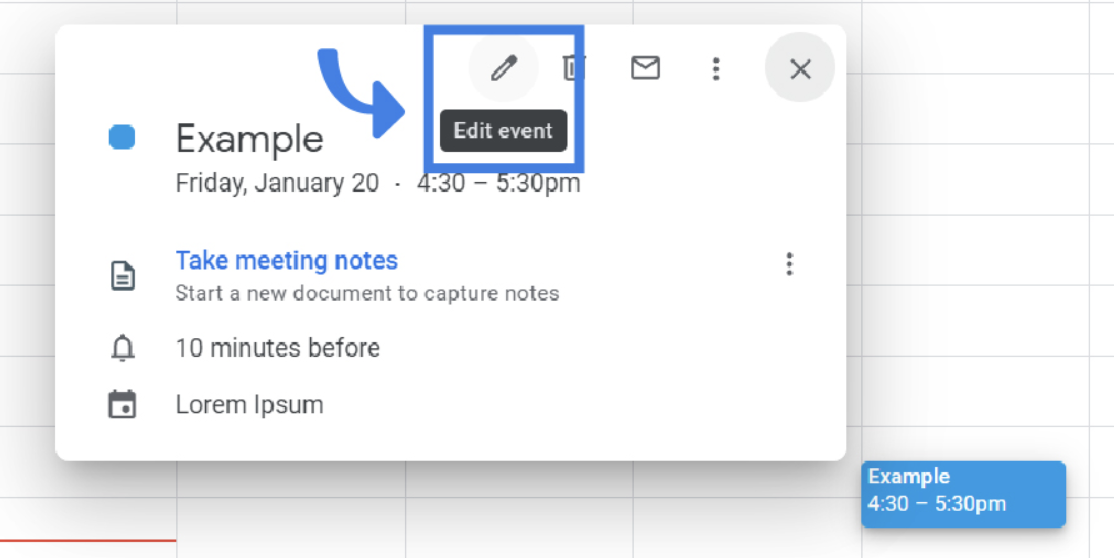 Edit event
Example
Friday, January 20 · 4:30 – 5:30pm
Take meeting notes
Start a new document to capture notes
10 minutes before
Lorem Ipsum
Example
4:30 – 5:30pm